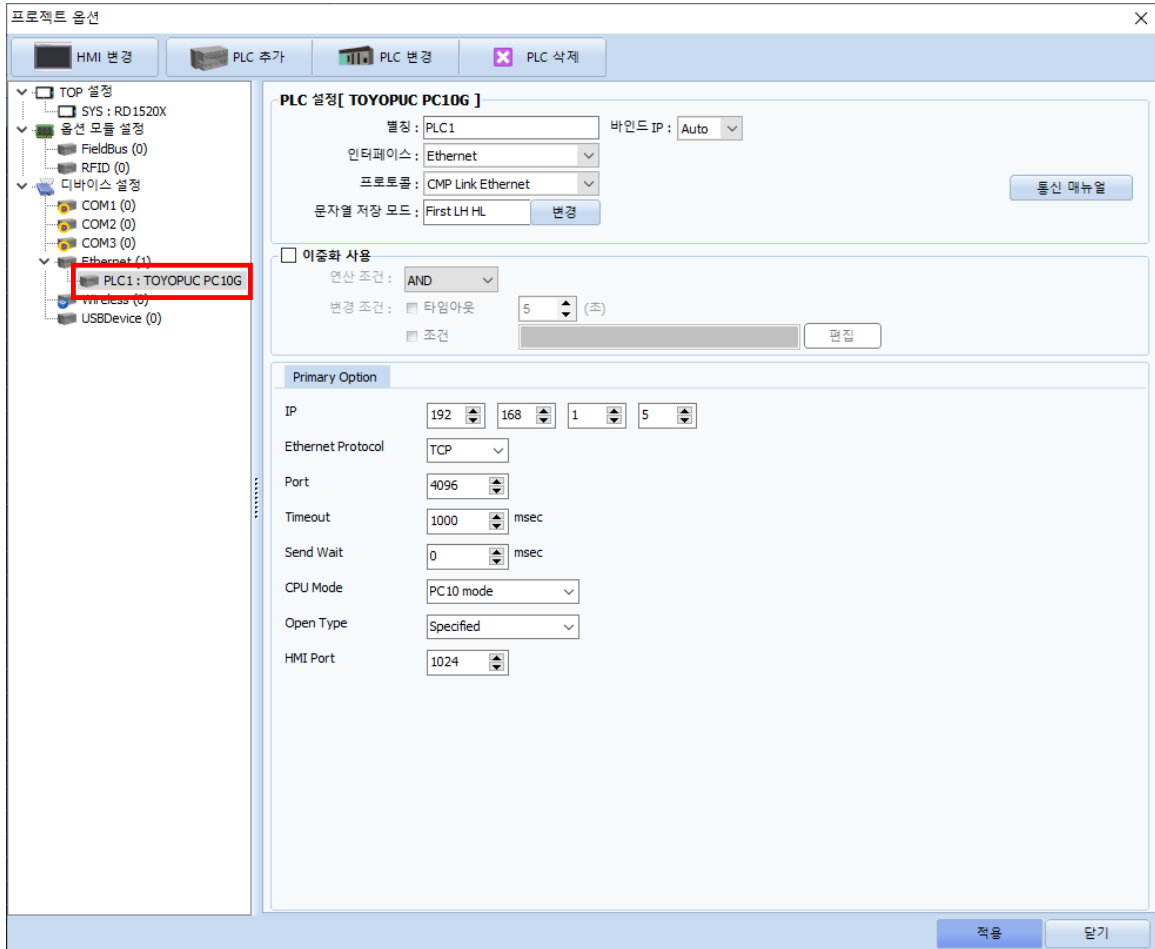 프로젝트 옵션
HMI 변경
PLC 추가
PLC 변경
PLC 삭제
TOP 설정
SYS : RD1520X
옵션 모듈 설정
FieldBus (0)
RFID (0)
디바이스 설정
COM1 (0)
COM2 (0)
COM3 (0)
Ethernet (1)
PLC1 : TOYOPUC PC10G
Wireless (0)
USBDevice (0)
PLC 설정[ TOYOPUC PC10G ]
별칭 : PLC1 바인드 IP : Auto
인터페이스 : Ethernet
프로토콜 : CMP Link Ethernet
통신 매뉴얼
문자열 저장 모드 : First LH HL 변경
이중화 사용
연산 조건 : AND
변경 조건 : 타임아웃 5 (초)
조건 편집
Primary Option
IP 192 168 1 5
Ethernet Protocol TCP
Port 4096
Timeout 1000 msec
Send Wait 0 msec
CPU Mode PC10 mode
Open Type Specified
HMI Port 1024
적용 닫기